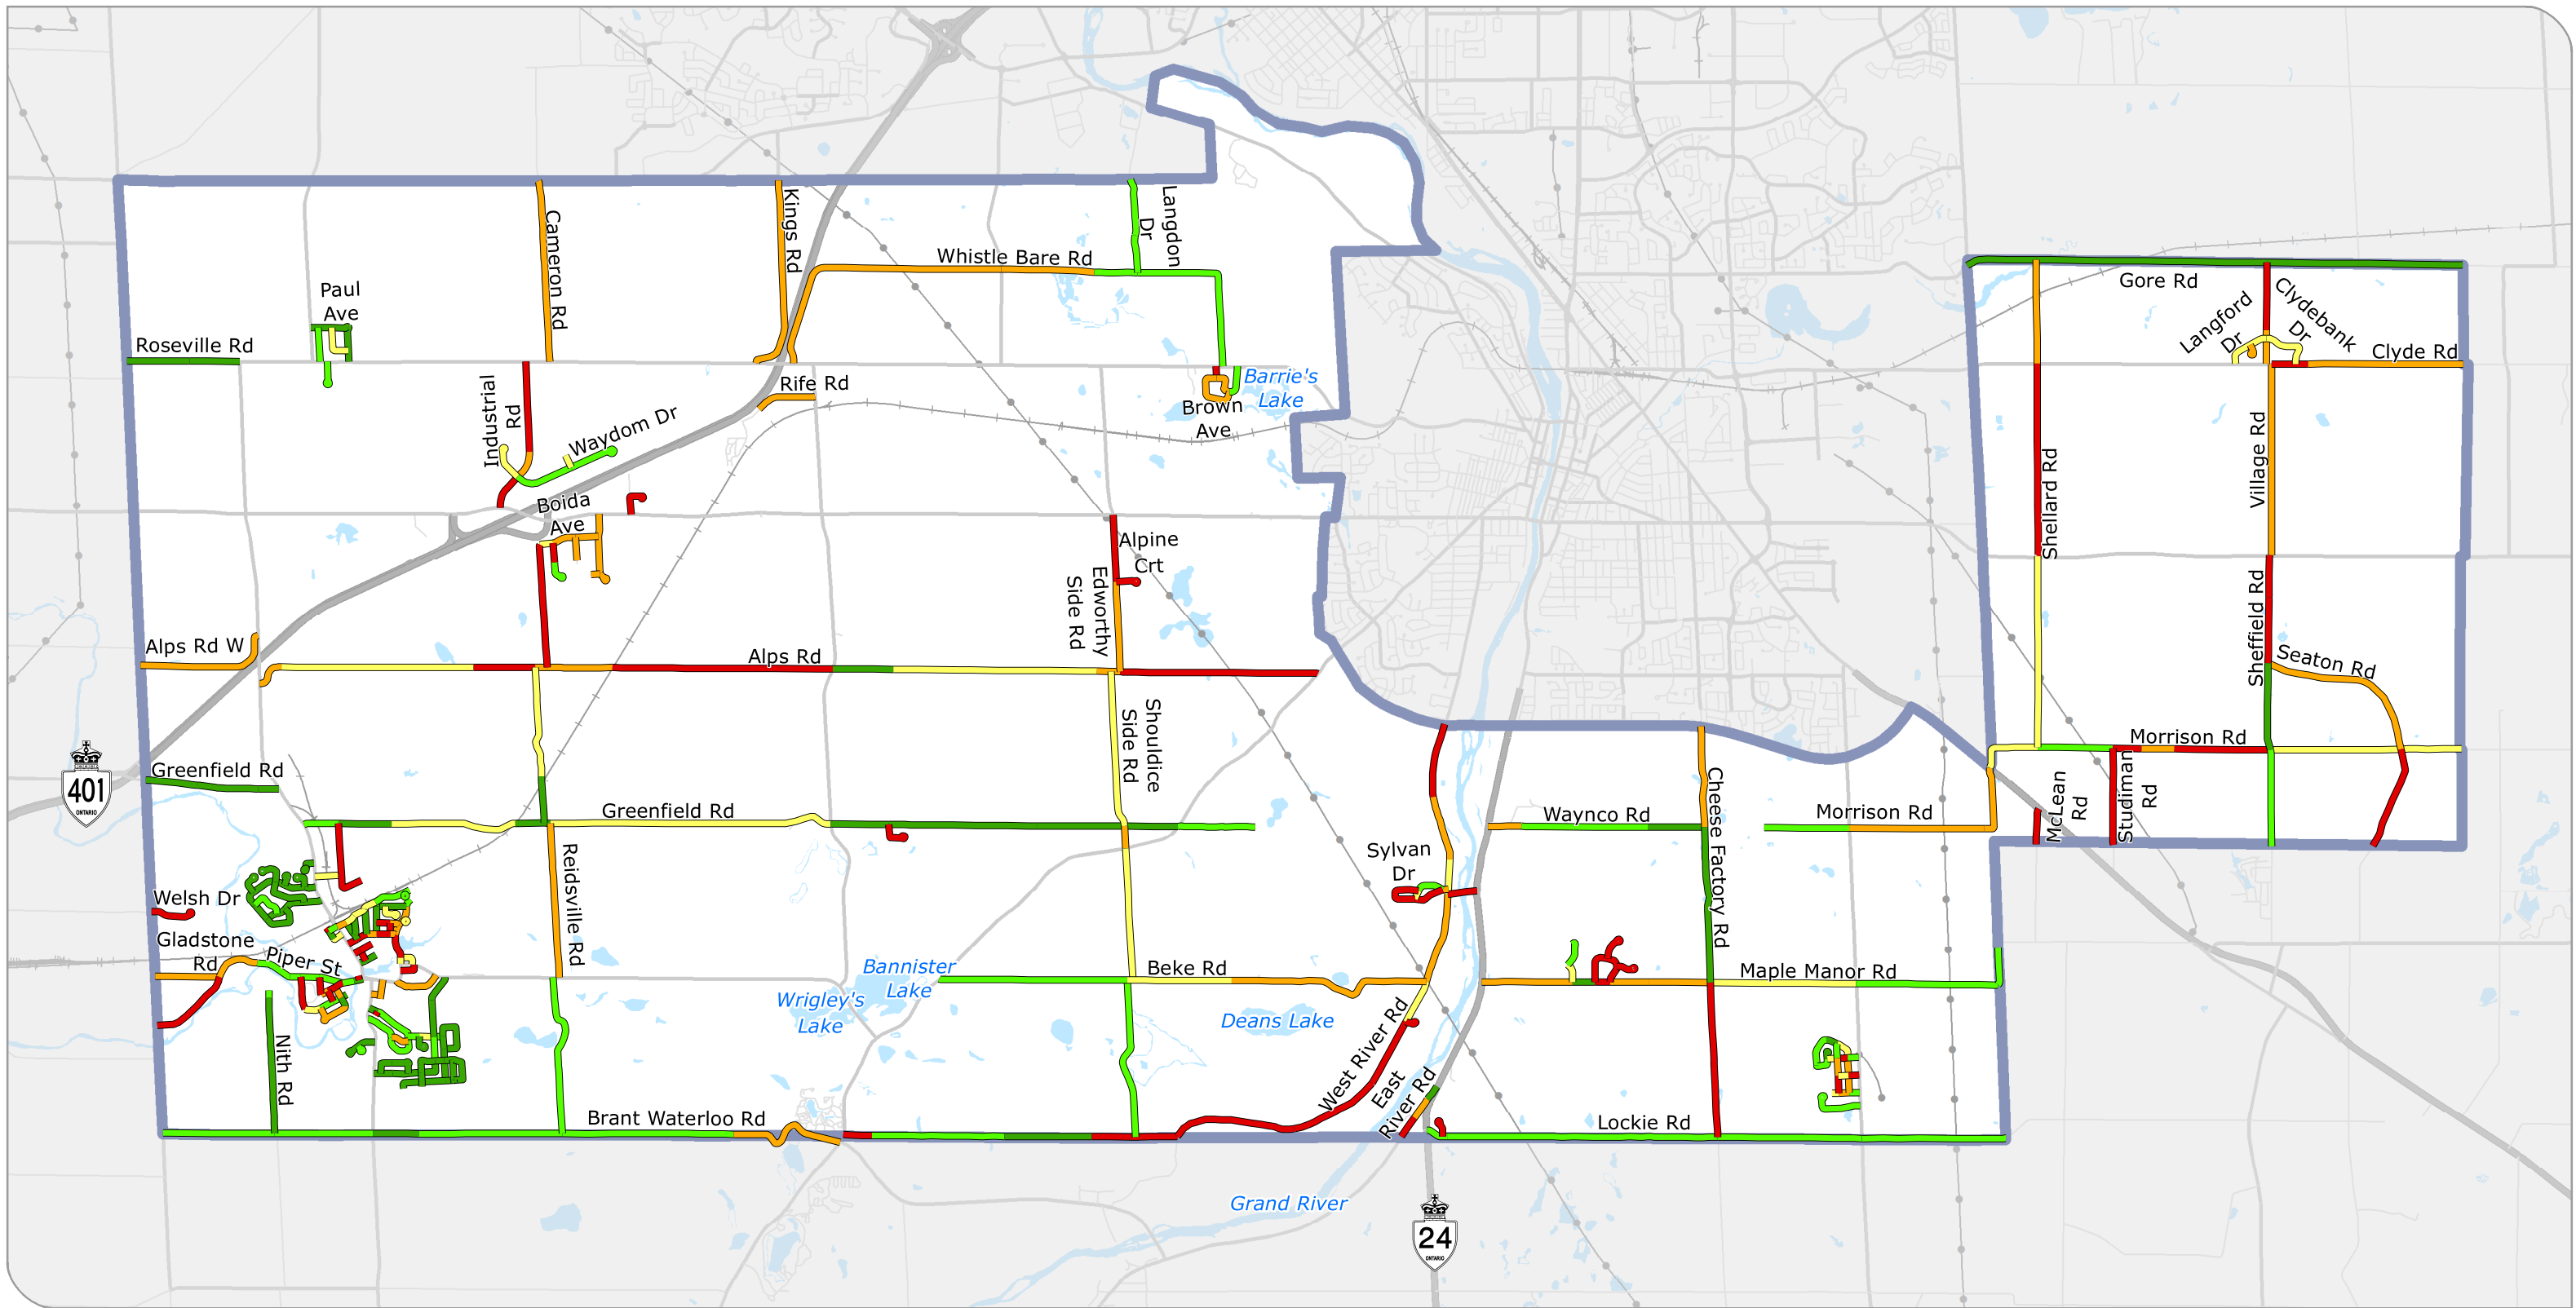 Langdon
Dr
Kings Rd
Cameron Rd
Whistle Bare Rd
Gore Rd
Paul
Ave
Langford
Dr
Clydebank
Dr
Roseville Rd
Clyde Rd
Industrial
Rd
Rife Rd
Barrie's
Lake
Brown
Ave
Waydom Dr
Village Rd
Shellard Rd
Boida
Ave
Alpine
Crt
Edworthy
Side Rd
Sheffield Rd
Alps Rd W
Alps Rd
Seaton Rd
Shouldice
Side Rd
Morrison Rd
Greenfield Rd
401
ONTARIO
McLean
Rd
Studiman
Rd
Greenfield Rd
Waynco Rd
Cheese Factory Rd
Morrison Rd
Sylvan
Dr
Reidsville Rd
Welsh Dr
Gladstone
Rd
Piper St
Bannister
Lake
Beke Rd
Maple Manor Rd
Wrigley's
Lake
Deans Lake
West River Rd
Nith Rd
East
River Rd
Brant Waterloo Rd
Lockie Rd
Grand River
24
ONTARIO